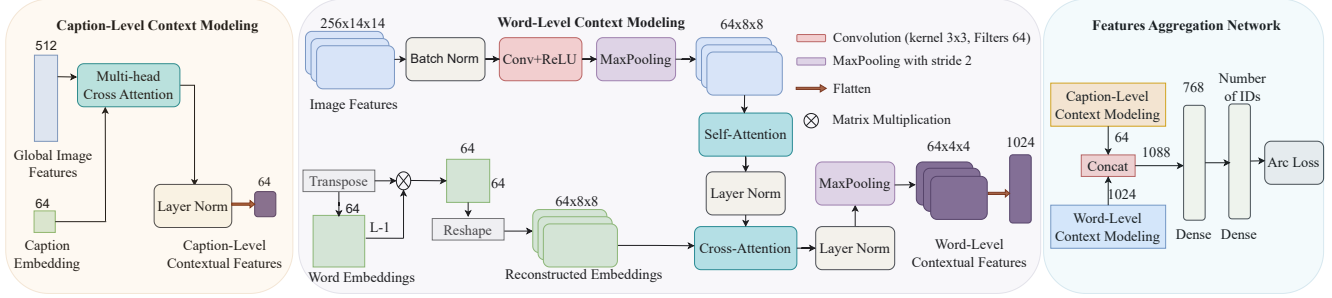 Caption-Level Context Modeling
512
Multi-head
Cross Attention
Global Image
Features
64
Caption
Embedding
Layer Norm
64
Caption-Level
Contextual Features
Word-Level Context Modeling
256x14x14
Image Features
Batch Norm
Conv+ReLU
MaxPooling
64x8x8
Convolution (kernel 3x3, Filters 64)
MaxPooling with stride 2
Flatten
Matrix Multiplication
Self-Attention
Layer Norm
Transpose
64
L-1
Word Embeddings
64
64
Reshape
64x8x8
Reconstructed Embeddings
Cross-Attention
Layer Norm
MaxPooling
64x4x4
1024
Word-Level
Contextual Features
Features Aggregation Network
Caption-Level
Context Modeling
64
Concat
1088
1024
Word-Level
Context Modeling
768
Dense
Number
of IDs
Dense
Arc Loss